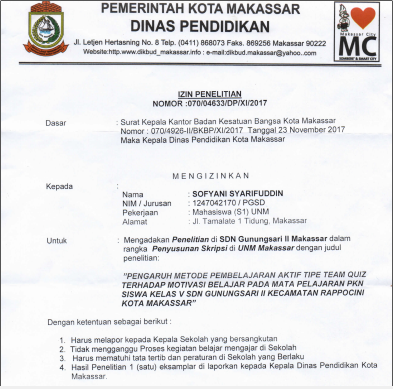 PEMERINTAH KOTA MAKASSAR
DINAS PENDIDIKAN
Jl. Letjen Hertasning No. 8 Telp. (0411) 868073 Faks. 869256 Makassar 90222
Website:http.www.dikbud_makassar.info : e-mail:dikbud.makassar@yahoo..com
Makassar City
MC
IZIN PENELITIAN
NOMOR :070/04633/DP/XI/2017
Dasar : Surat Kepala Kantor Badan Kesatuan Bangsa Kota Makassar
Nomor : 070/4926-II/BKBP/XI/2017 Tanggal 23 November 2017
Maka Kepala Dinas Pendidikan Kota Makassar
M E N G I Z I N K A N
Kepada :
Nama : SOFYANI SYARIFUDDIN
NIM / Jurusan : 1247042170 / PGSD
Pekerjaan : Mahasiswa (S1) UNM
Alamat : Jl. Tamalate 1 Tidung, Makassar
Untuk : Mengadakan Penelitian di SDN Gunungsari II Makassar dalam
rangka Penyusunan Skripsi di UNM Makassar dengan judul
penelitian:
"PENGARUH METODE PEMBELAJARAN AKTIF TIPE TEAM QUIZ
TERHADAP MOTIVASI BELAJAR PADA MATA PELAJARAN PKN
SISWA KELAS V SDN GUNUNGSARI II KECAMATAN RAPPOCINI
KOTA MAKASSAR"
Dengan ketentuan sebagai berikut :
1. Harus melapor kepada Kepala Sekolah yang bersangkutan
2. Tidak mengganggu Proses kegiatan belajar mengajar di Sekolah
3. Harus mematuhi tata tertib dan peraturan di Sekolah yang Berlaku
4. Hasil Penelitian 1 (satu) eksamplar di laporkan kepada Kepala Dinas Pendidikan Kota
Makassar.